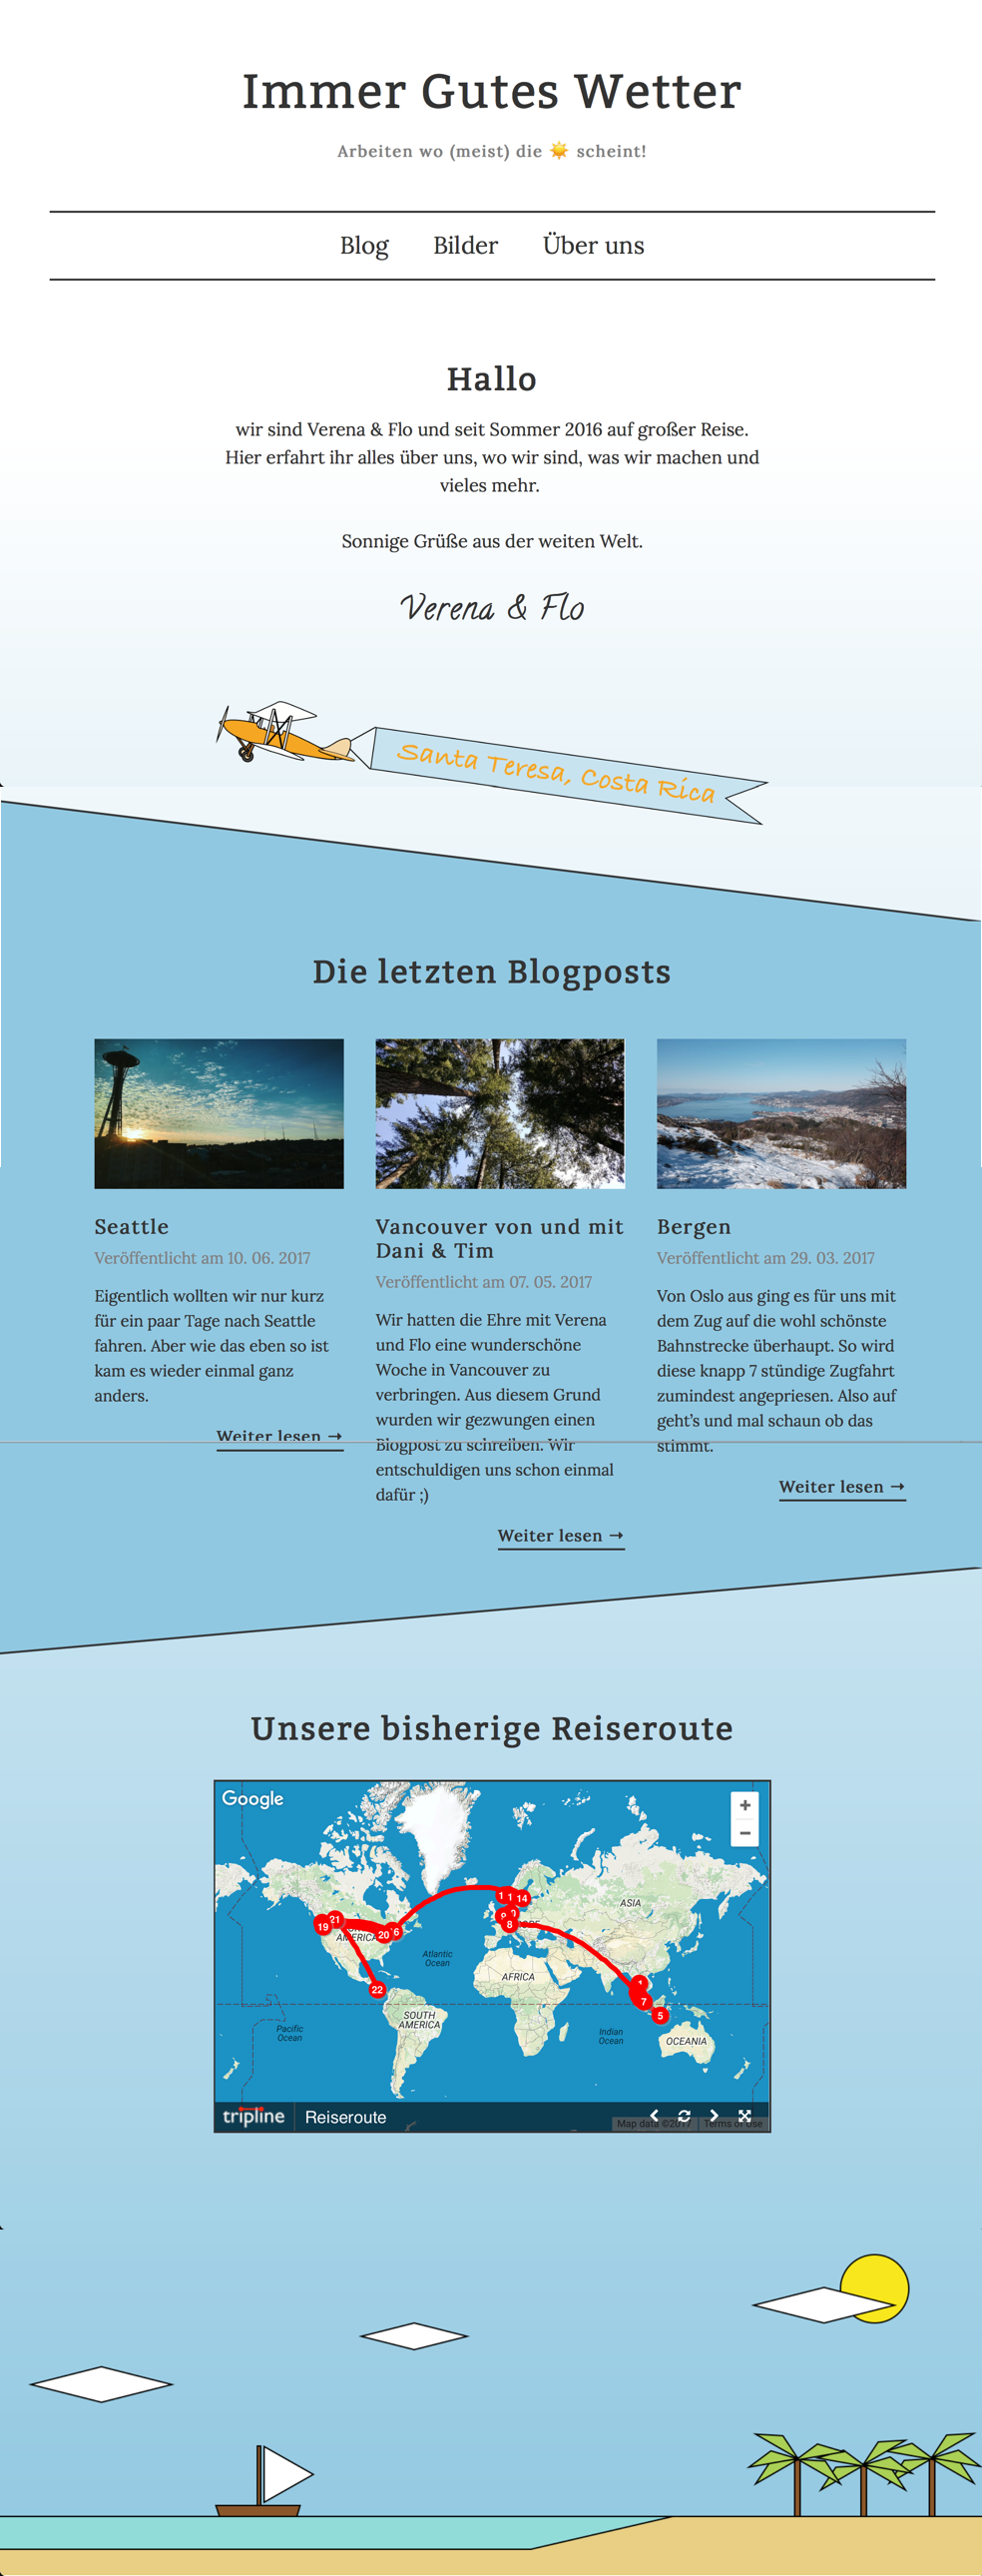 Immer Gutes Wetter
Arbeiten wo (meist) die ☀️ scheint!
Blog Bilder Über uns
Hallo
wir sind Verena & Flo und seit Sommer 2016 auf großer Reise.
Hier erfahrt ihr alles über uns, wo wir sind, was wir machen und
vieles mehr.
Sonnige Grüße aus der weiten Welt.
Verena & Flo
Santa Teresa, Costa Rica
Die letzten Blogposts
Seattle
Veröffentlicht am 10. 06. 2017
Eigentlich wollten wir nur kurz
für ein paar Tage nach Seattle
fahren. Aber wie das eben so ist
kam es wieder einmal ganz
anders.
Weiter lesen →
Vancouver von und mit
Dani & Tim
Veröffentlicht am 07. 05. 2017
Wir hatten die Ehre mit Verena
und Flo eine wunderschöne
Woche in Vancouver zu
verbringen. Aus diesem Grund
wurden wir gezwungen einen
Blogpost zu schreiben. Wir
entschuldigen uns schon einmal
dafür ;)
Weiter lesen →
Bergen
Veröffentlicht am 29. 03. 2017
Von Oslo aus ging es für uns mit
dem Zug auf die wohl schönste
Bahnstrecke überhaupt. So wird
diese knapp 7 stündige Zugfahrt
zumindest angepriesen. Also auf
geht's und mal schaun ob das
stimmt.
Weiter lesen →
Unsere bisherige Reiseroute
Google
+
−
14
ASIA
21
19
8
AMERICA
20
6
Atlantic
Ocean
AFRICA
22
7
5
SOUTH
AMERICA
Pacific
Ocean
Indian
Ocean
OCEANIA
tripline Reiseroute
Map data ©2017 Terms of Use